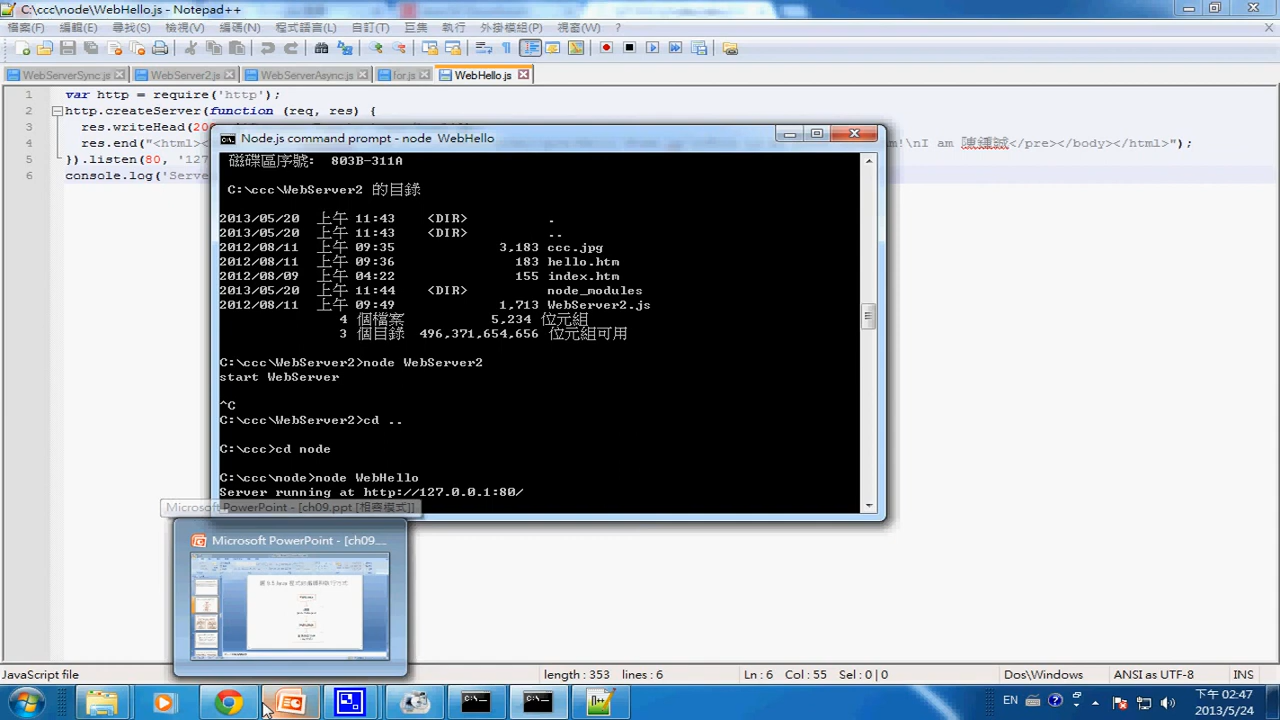 C:\ccc\node\WebHello.js - Notepad++
檔案(F) 編輯(E) 尋找(S) 檢視(V) 編碼(N) 程式語言(L) 自訂(T) 巨集 執行 外掛模組(P) 視窗(W) ?
WebServerSync.js WebServer2.js WebServerAsync.js for.js WebHello.js
1 var http = require('http');
2 http.createServer(function (req, res) {
3 res.writeHead(20
4 res.end("<html>< m!\nI am 陳鍾誠</pre></body></html>");
5 }).listen(80, '127
6 console.log('Serve
Node.js command prompt - node WebHello
磁碟區序號: 803B-311A
C:\ccc\WebServer2 的目錄
2013/05/20 上午 11:43 <DIR> .
2013/05/20 上午 11:43 <DIR> ..
2012/08/11 上午 09:35 3,183 ccc.jpg
2012/08/11 上午 09:36 183 hello.htm
2012/08/09 上午 04:22 155 index.htm
2013/05/20 上午 11:44 <DIR> node_modules
2012/08/11 上午 09:49 1,713 WebServer2.js
4 個檔案 5,234 位元組
3 個目錄 496,371,654,656 位元組可用
C:\ccc\WebServer2>node WebServer2
start WebServer
^C
C:\ccc\WebServer2>cd ..
C:\ccc>cd node
C:\ccc\node>node WebHello
Server running at http://127.0.0.1:80/
Microsoft PowerPoint - [ch09.ppt [相容模式]]
Microsoft PowerPoint - [ch09_...
JavaScript file length : 353 lines : 6 Ln : 6 Col : 55 Sel : 0 | 0 Dos\Windows ANSI as UTF-8 INS
EN 下午 02:47
2013/5/24